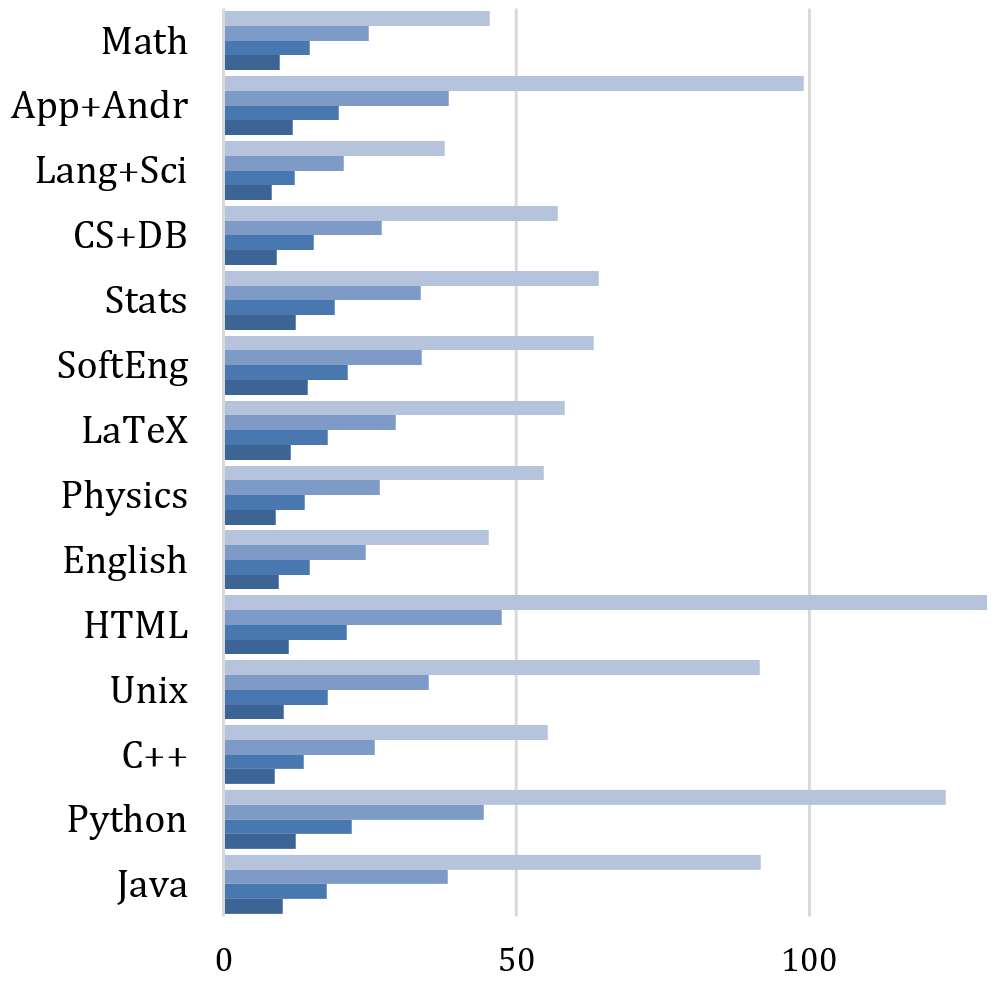 Math
App+Andr
Lang+Sci
CS+DB
Stats
SoftEng
LaTeX
Physics
English
HTML
Unix
C++
Python
Java
0 50 100